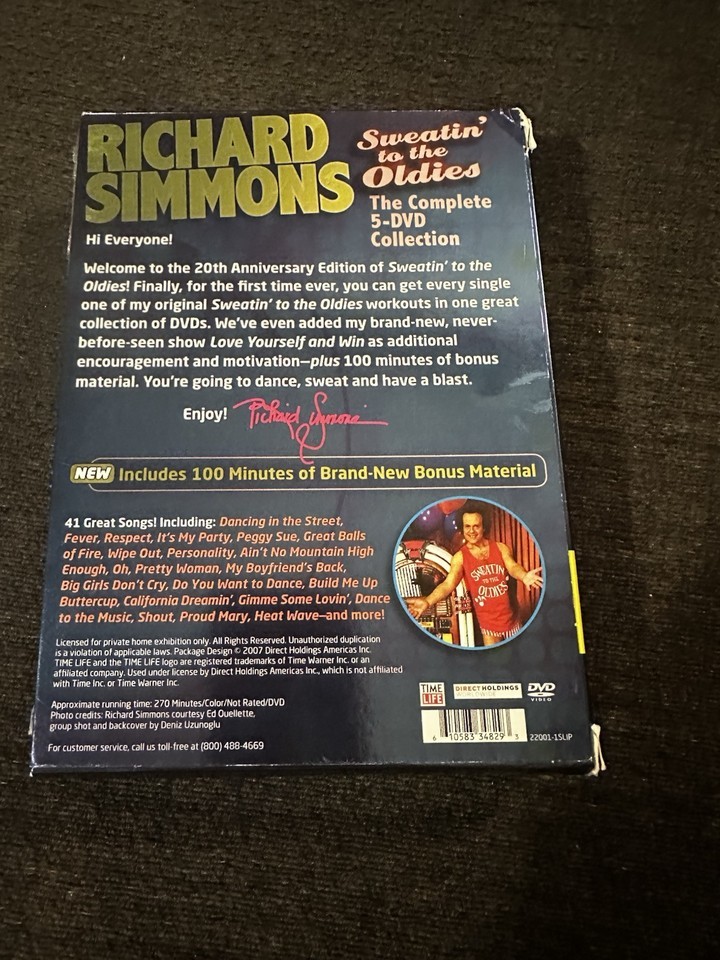 RICHARD
SIMMONS
Sweatin'
to the
Oldies
The Complete
5-DVD
Collection
Hi Everyone!
Welcome to the 20th Anniversary Edition of Sweatin' to the
Oldies! Finally, for the first time ever, you can get every single
one of my original Sweatin' to the Oldies workouts in one great
collection of DVDs. We've even added my brand-new, never-
before-seen show Love Yourself and Win as additional
encouragement and motivation—plus 100 minutes of bonus
material. You're going to dance, sweat and have a blast.
Enjoy! Richard Simmons
NEW Includes 100 Minutes of Brand-New Bonus Material
41 Great Songs! Including: Dancing in the Street,
Fever, Respect, It's My Party, Peggy Sue, Great Balls
of Fire, Wipe Out, Personality, Ain't No Mountain High
Enough, Oh, Pretty Woman, My Boyfriend's Back,
Big Girls Don't Cry, Do You Want to Dance, Build Me Up
Buttercup, California Dreamin', Gimme Some Lovin', Dance
to the Music, Shout, Proud Mary, Heat Wave—and more!
SWEATIN'
TO THE
OLDIES
Licensed for private home exhibition only. All Rights Reserved. Unauthorized duplication
is a violation of applicable laws. Package Design © 2007 Direct Holdings Americas Inc.
TIME LIFE and the TIME LIFE logo are registered trademarks of Time Warner Inc. or an
affiliated company. Used under license by Direct Holdings Americas Inc., which is not affiliated
with Time Inc. or Time Warner Inc.
Approximate running time: 270 Minutes/Color/Not Rated/DVD
Photo credits: Richard Simmons courtesy Ed Ouellette,
group shot and backcover by Deniz Uzunoglu
For customer service, call us toll-free at (800) 488-4669
TIME
LIFE
DIRECT HOLDINGS
WORLDWIDE
DVD
VIDEO
6 10583 34829 3
22001-1SLIP